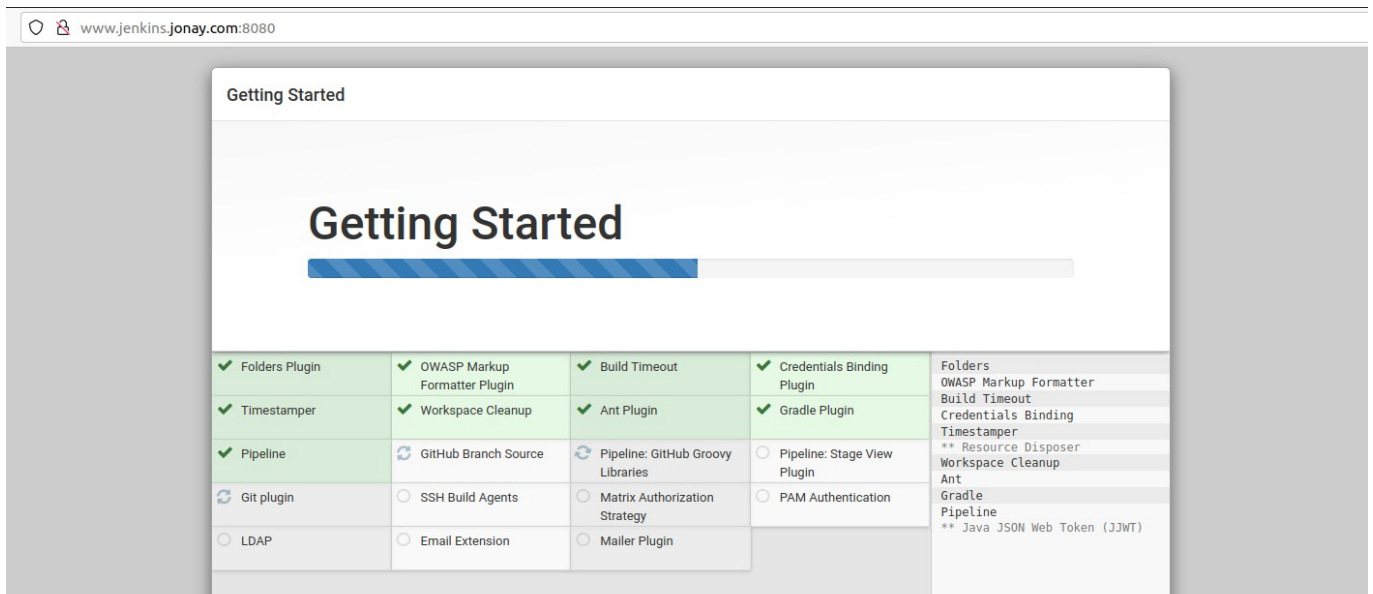 www.jenkins.jonay.com:8080
Getting Started
Getting Started
Folders Plugin
OWASP Markup
Formatter Plugin
Build Timeout
Credentials Binding
Plugin
Timestamper
Workspace Cleanup
Ant Plugin
Gradle Plugin
Pipeline
GitHub Branch Source
Pipeline: GitHub Groovy
Libraries
Pipeline: Stage View
Plugin
Git plugin
SSH Build Agents
Matrix Authorization
Strategy
PAM Authentication
LDAP
Email Extension
Mailer Plugin
Folders
OWASP Markup Formatter
Build Timeout
Credentials Binding
Timestamper
** Resource Disposer
Workspace Cleanup
Ant
Gradle
Pipeline
** Java JSON Web Token (JJWT)